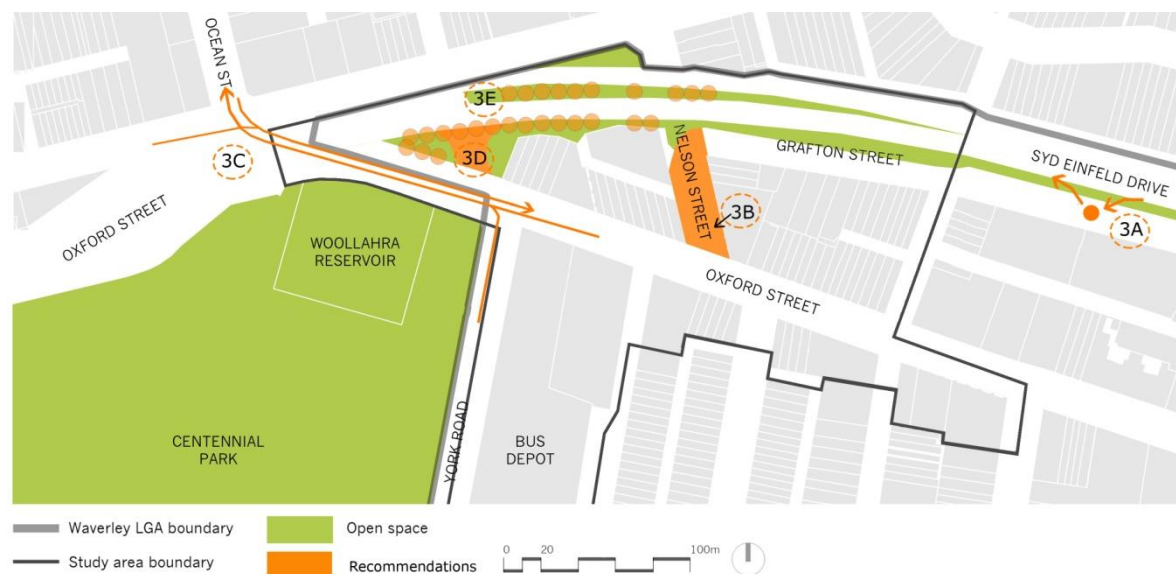 OCEAN ST
3E
3C
3D
NELSON STREET
GRAFTON STREET
SYD EINFELD DRIVE
3B
3A
OXFORD STREET
WOOLLAHRA
RESERVOIR
OXFORD STREET
CENTENNIAL
PARK
YORK ROAD
BUS
DEPOT
Waverley LGA boundary
Open space
Study area boundary
Recommendations
0 20 100m